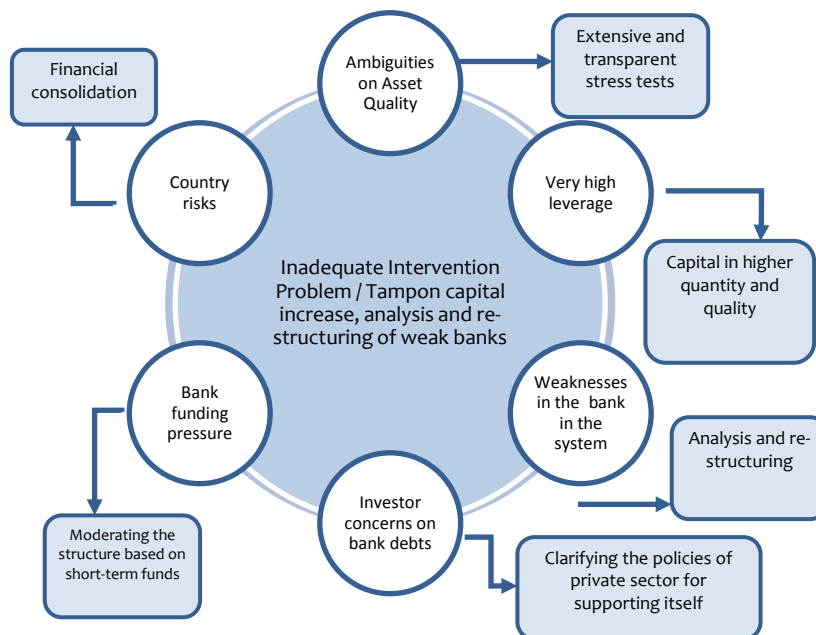 Ambiguities
on Asset
Quality
Extensive and
transparent
stress tests
Financial
consolidation
Country
risks
Very high
leverage
Capital in higher
quantity and
quality
Inadequate Intervention
Problem / Tampon capital
increase, analysis and re-
structuring of weak banks
Bank
funding
pressure
Weaknesses
in the bank
in the
system
Analysis and re-
structuring
Investor
concerns on
bank debts
Moderating the
structure based on
short-term funds
Clarifying the policies of
private sector for
supporting itself